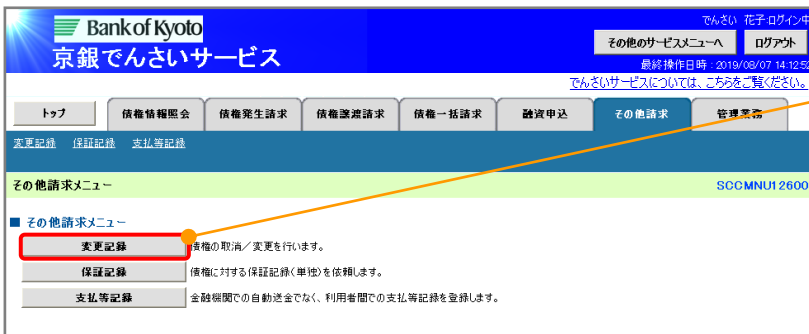 Bank of Kyoto
京銀でんさいサービス
でんさい 花子:ログイン中
その他のサービスメニューへ ログアウト
最終操作日時:2019/08/07 14:12:52
でんさいサービスについては、こちらをご覧ください。
トップ 債権情報照会 債権発生請求 債権譲渡請求 債権一括請求 融資申込 その他請求 管理業務
変更記録 保証記録 支払等記録
その他請求メニュー SCCMNU12600
■ その他請求メニュー
変更記録 債権の取消/変更を行います。
保証記録 債権に対する保証記録(単独)を依頼します。
支払等記録 金融機関での自動送金でなく、利用者間での支払等記録を登録します。